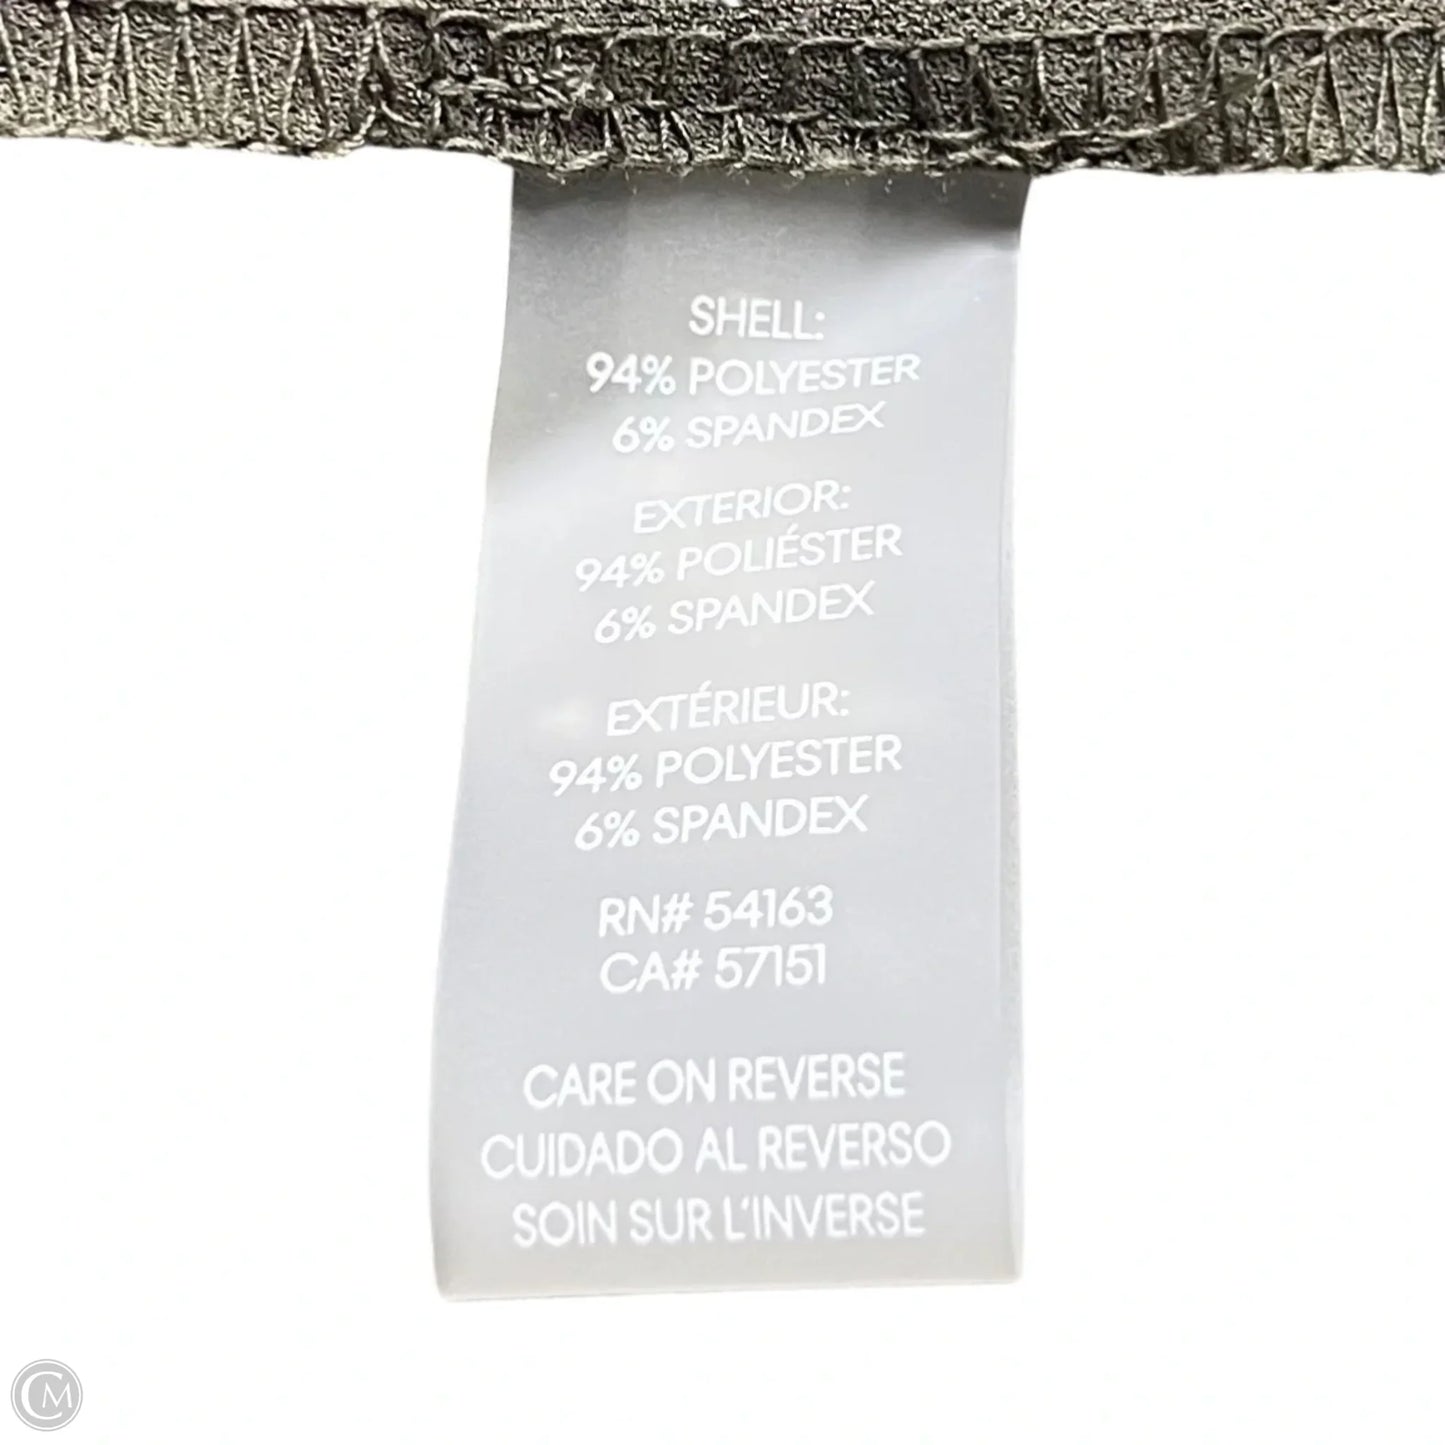 SHELL:
94% POLYESTER
6% SPANDEX
EXTERIOR:
94% POLIÉSTER
6% SPANDEX
EXTÉRIEUR:
94% POLYESTER
6% SPANDEX
RN# 54163
CA# 57151
CARE ON REVERSE
CUIDADO AL REVERSO
SOIN SUR L'INVERSE
CM